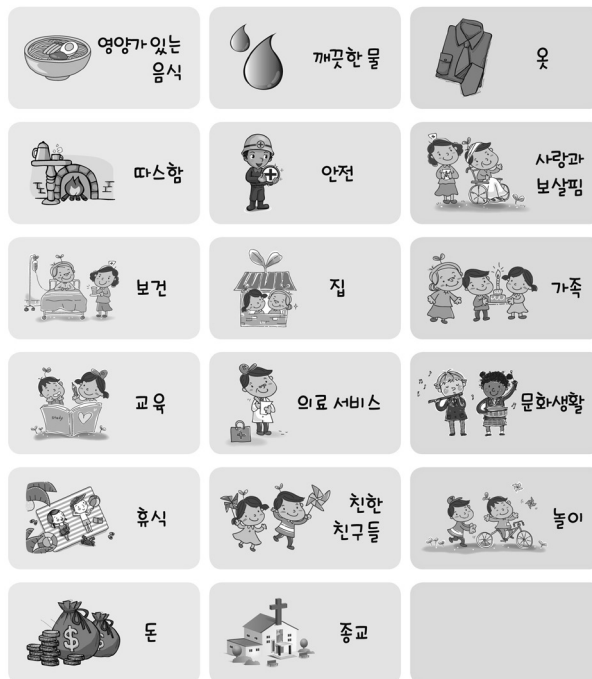 영양가 있는
음식
깨끗한 물
옷
따스함
안전
사랑과
보살핌
보건
집
가족
교육
의료 서비스
문화생활
휴식
친한
친구들
놀이
돈
종교